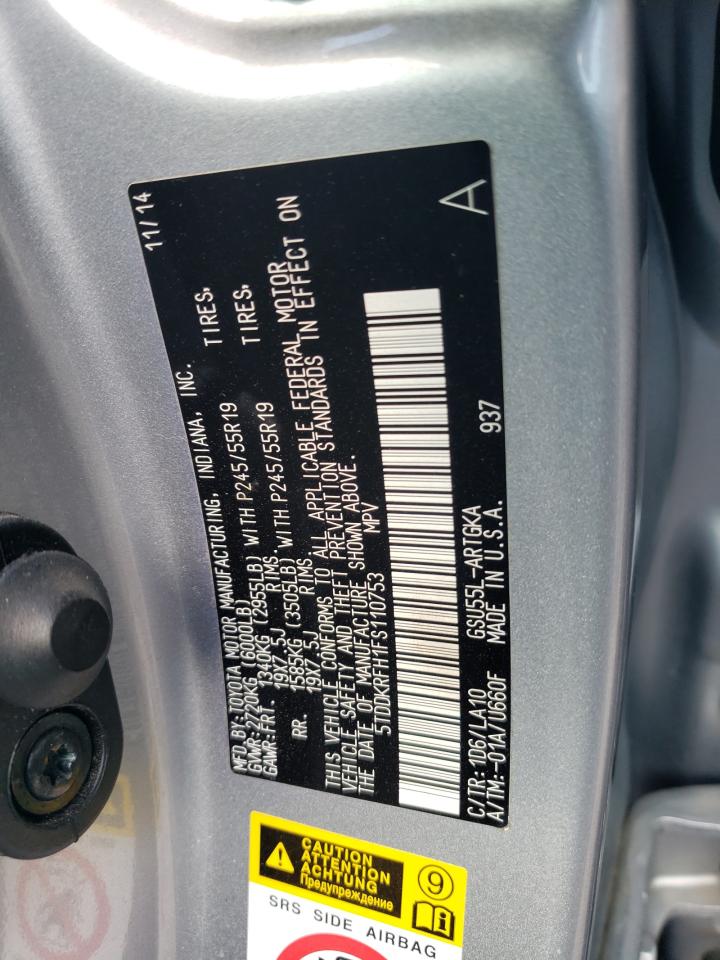 11/14
MFD.BY:TOYOTA MOTOR MANUFACTURING, INDIANA, INC.
GVWR:2720KG (6000LB)
GAWR:FRT. 1340KG (2955LB) WITH P245/55R19 TIRES,
19X7.5J RIMS.
RR. 1585KG (3505LB) WITH P245/55R19 TIRES,
19X7.5J RIMS.
THIS VEHICLE CONFORMS TO ALL APPLICABLE FEDERAL MOTOR
VEHICLE SAFETY AND THEFT PREVENTION STANDARDS IN EFFECT ON
THE DATE OF MANUFACTURE SHOWN ABOVE.
5TDDKRFH1FS110753 MPV
A
C/TR:1D6/LA10 GSU55L-ARTGKA 937
A/TM:-01A/U660F MADE IN U.S.A.
CAUTION
ATTENTION
ACHTUNG
Предупреждение
9
i
SRS SIDE AIRBAG